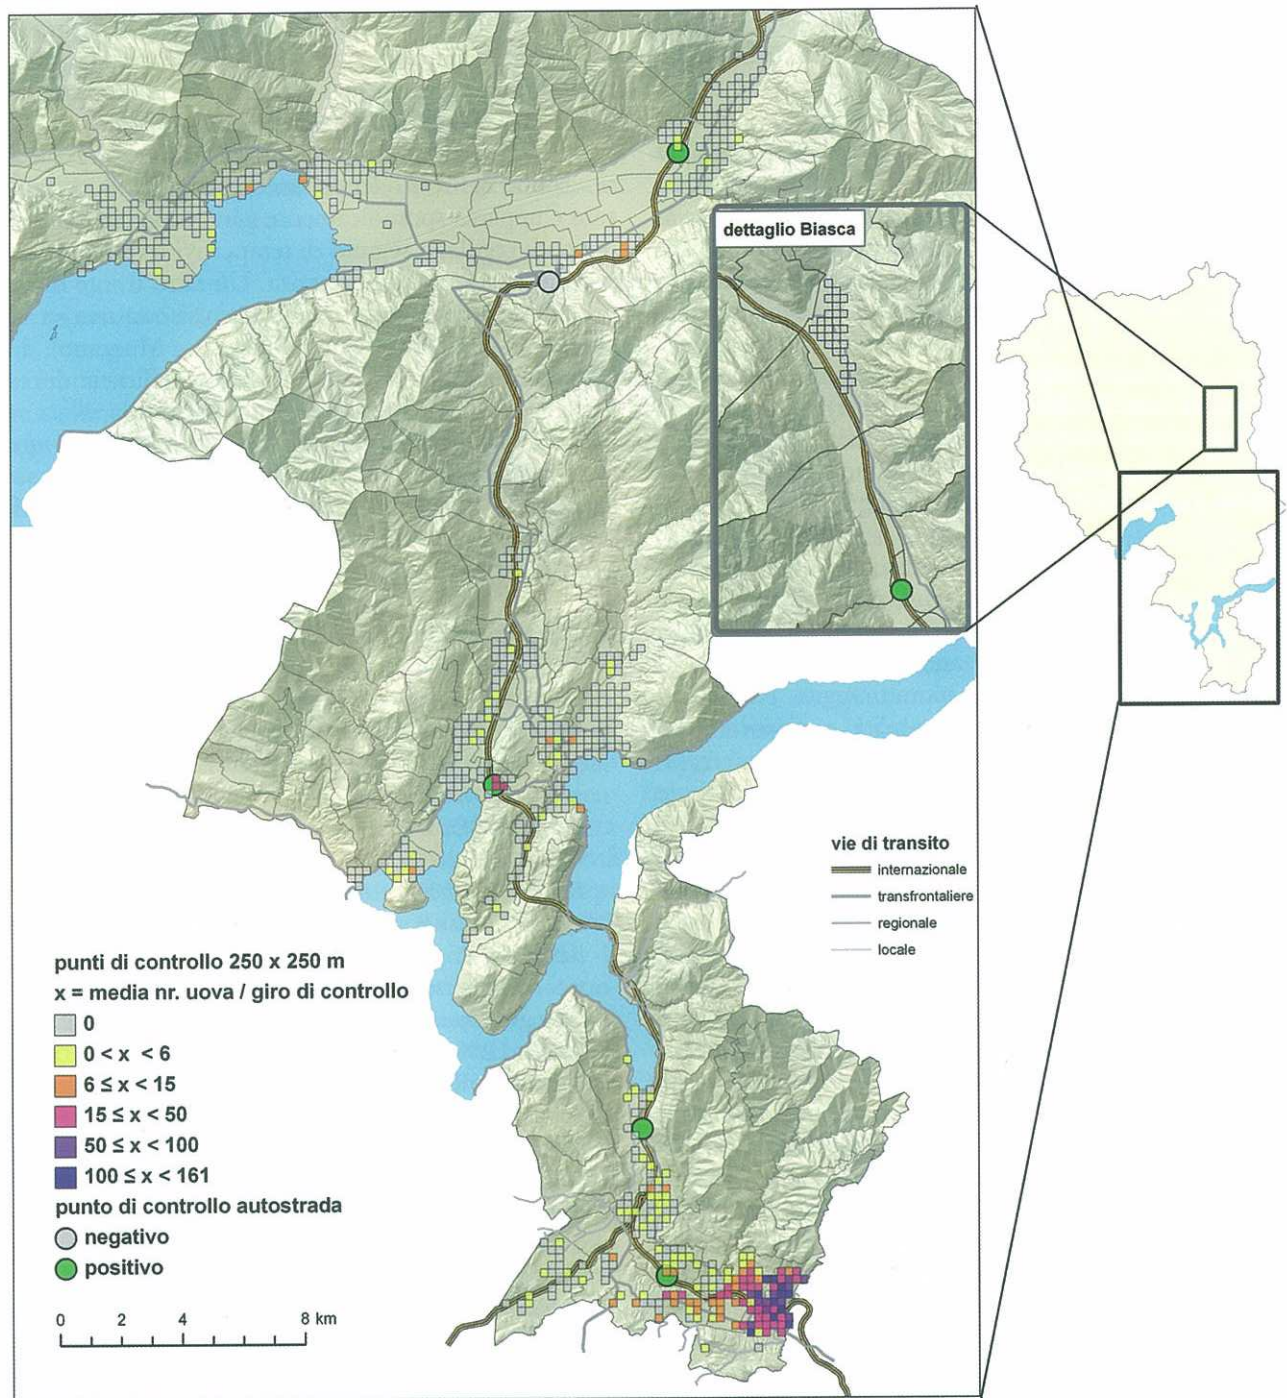 dettaglio Biasca
vie di transito
internazionale
transfrontaliere
regionale
locale
punti di controllo 250 x 250 m
x = media nr. uova / giro di controllo
0
0 < x < 6
6 ≤ x < 15
15 ≤ x < 50
50 ≤ x < 100
100 ≤ x < 161
punto di controllo autostrada
negativo
positivo
0 2 4 8 km